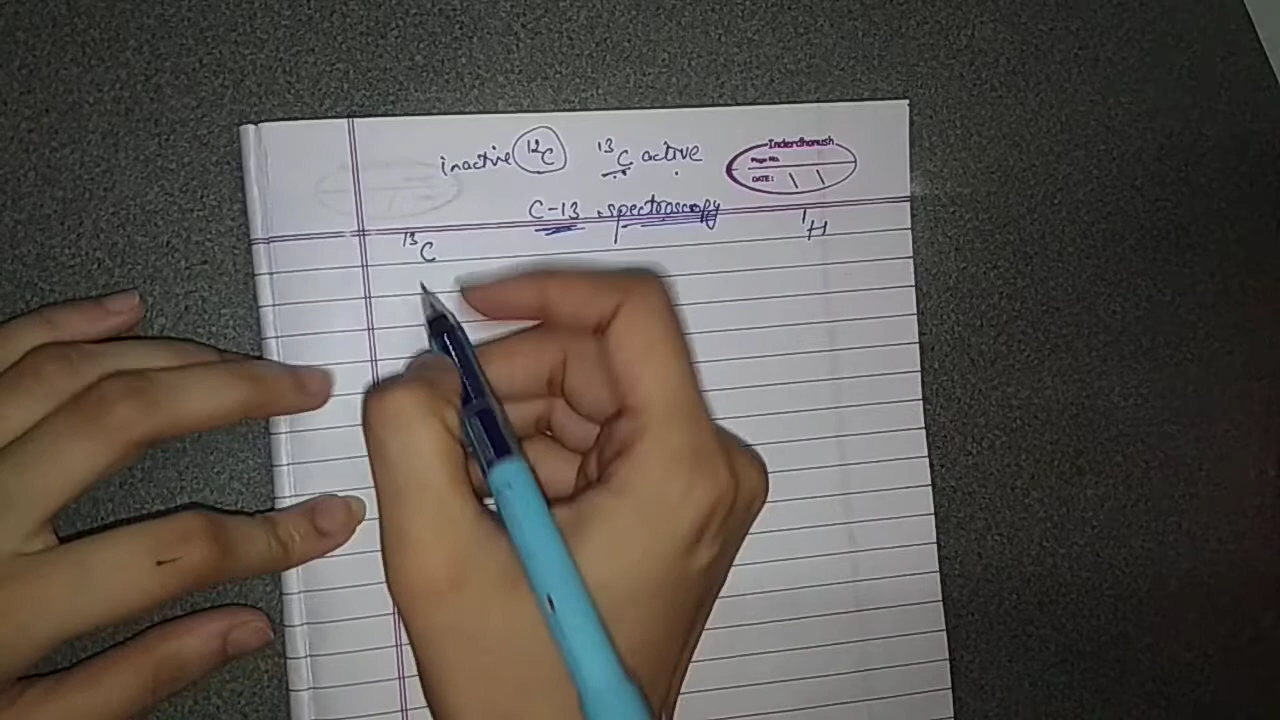 inactive ¹²C ¹³C active
Inderdhanush
Page No.
DATE:
C-13 spectroscopy
¹³C ¹H